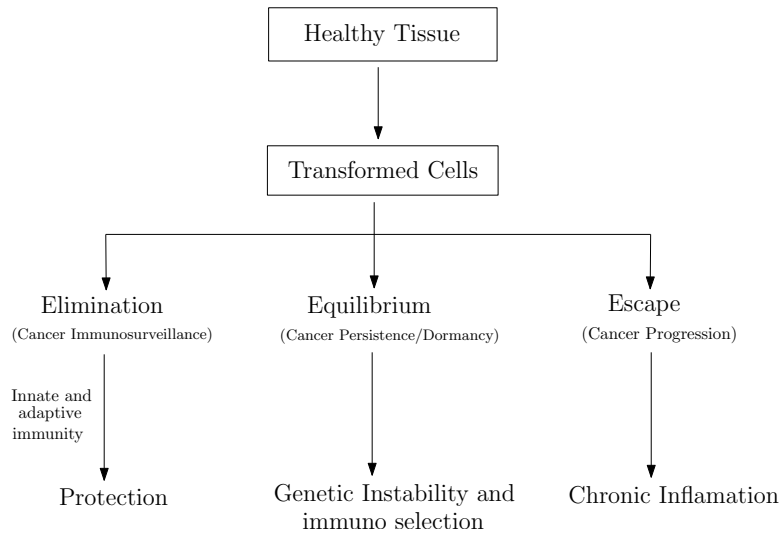 Healthy Tissue
Transformed Cells
Elimination
(Cancer Immunosurveillance)
Equilibrium
(Cancer Persistence/Dormancy)
Escape
(Cancer Progression)
Innate and
adaptive
immunity
Protection
Genetic Instability and
immuno selection
Chronic Inflamation